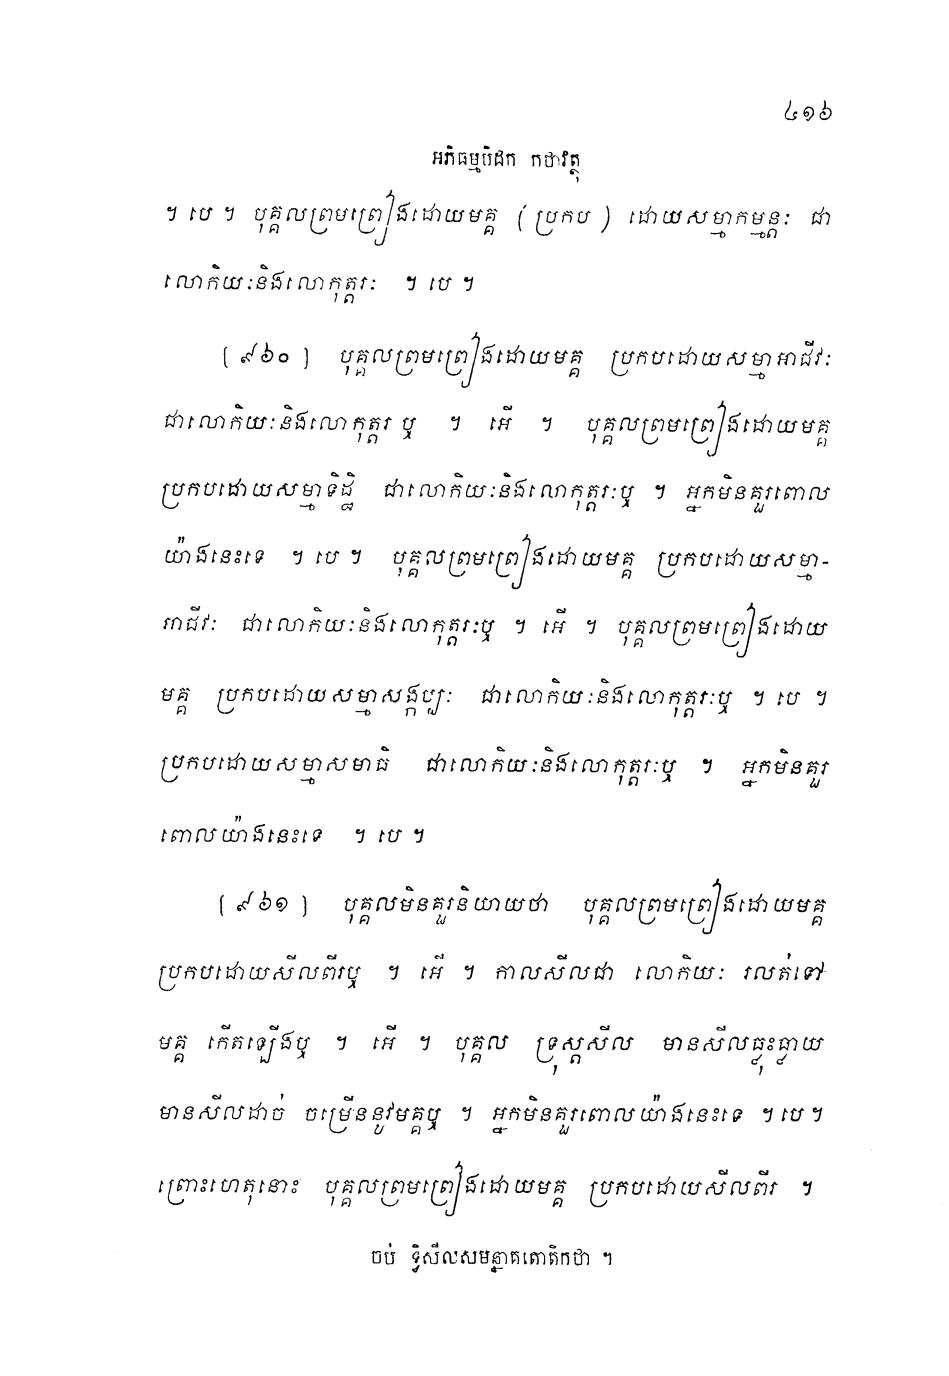 ៤១៦
អភិធម្មបិដក កថាវត្ថុ
។ បេ ។ បុគ្គលព្រមព្រៀងដោយមគ្គ (ប្រកប) ដោយសម្មាកម្មន្តៈ ជា
លោកិយៈនិងលោកុត្តរៈ ។ បេ ។
[៩៦០] បុគ្គលព្រមព្រៀងដោយមគ្គ ប្រកបដោយសម្មាអាជីវៈ
ជាលោកិយៈនិងលោកុត្តរ ឬ ។ អើ ។ បុគ្គលព្រមព្រៀងដោយមគ្គ
ប្រកបដោយសម្មាទិដ្ឋិ ជាលោកិយៈនិងលោកុត្តរៈឬ ។ អ្នកមិនគួរពោល
យ៉ាងនេះទេ ។ បេ ។ បុគ្គលព្រមព្រៀងដោយមគ្គ ប្រកបដោយសម្មា-
អាជីវៈ ជាលោកិយៈនិងលោកុត្តរៈឬ ។ អើ ។ បុគ្គលព្រមព្រៀងដោយ
មគ្គ ប្រកបដោយសម្មាសង្កប្បៈ ជាលោកិយៈនិងលោកុត្តរៈឬ ។ បេ ។
ប្រកបដោយសម្មាសមាធិ ជាលោកិយៈនិងលោកុត្តរៈឬ ។ អ្នកមិនគួរ
ពោលយ៉ាងនេះទេ ។ បេ ។
[៩៦១] បុគ្គលមិនគួរនិយាយថា បុគ្គលព្រមព្រៀងដោយមគ្គ
ប្រកបដោយសីលពីរឬ ។ អើ ។ កាលសីលជា លោកិយៈ រលត់ទៅ
មគ្គ កើតឡើងឬ ។ អើ ។ បុគ្គល ទ្រុស្តសីល មានសីលធ្លុះធ្លាយ
មានសីលដាច់ ចម្រើននូវមគ្គឬ ។ អ្នកមិនគួរពោលយ៉ាងនេះទេ ។ បេ ។
ព្រោះហេតុនោះ បុគ្គលព្រមព្រៀងដោយមគ្គ ប្រកបដោយសីលពីរ ។
ចប់ ទ្វិសីលសមន្នាគតោតិកថា ។